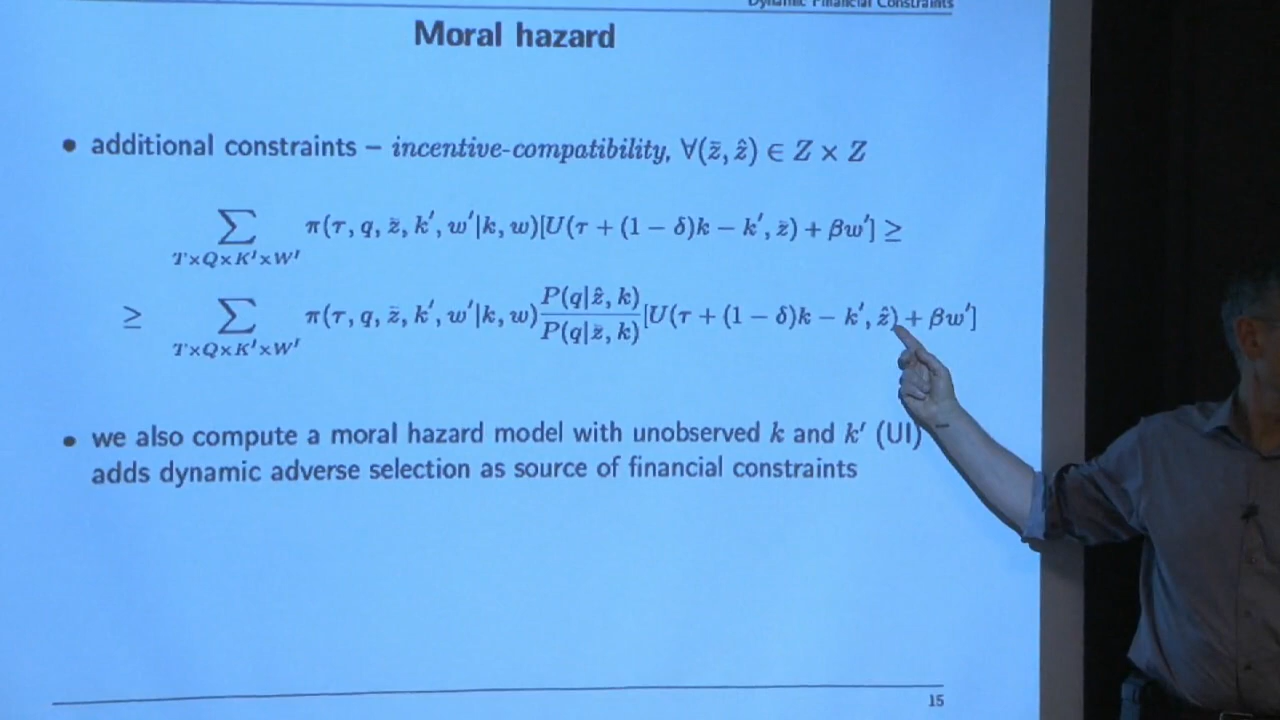 Dynamic Financial Constraints
Moral hazard
• additional constraints – incentive-compatibility, ∀(z̄, ẑ) ∈ Z × Z
∑ π(τ, q, z̄, k′, w′|k, w)[U(τ + (1 − δ)k − k′, z̄) + βw′] ≥
T×Q×K′×W′
≥ ∑ π(τ, q, z̄, k′, w′|k, w) P(q|ẑ, k) / P(q|z̄, k) [U(τ + (1 − δ)k − k′, ẑ) + βw′]
T×Q×K′×W′
• we also compute a moral hazard model with unobserved k and k′ (UI) –
adds dynamic adverse selection as source of financial constraints
15